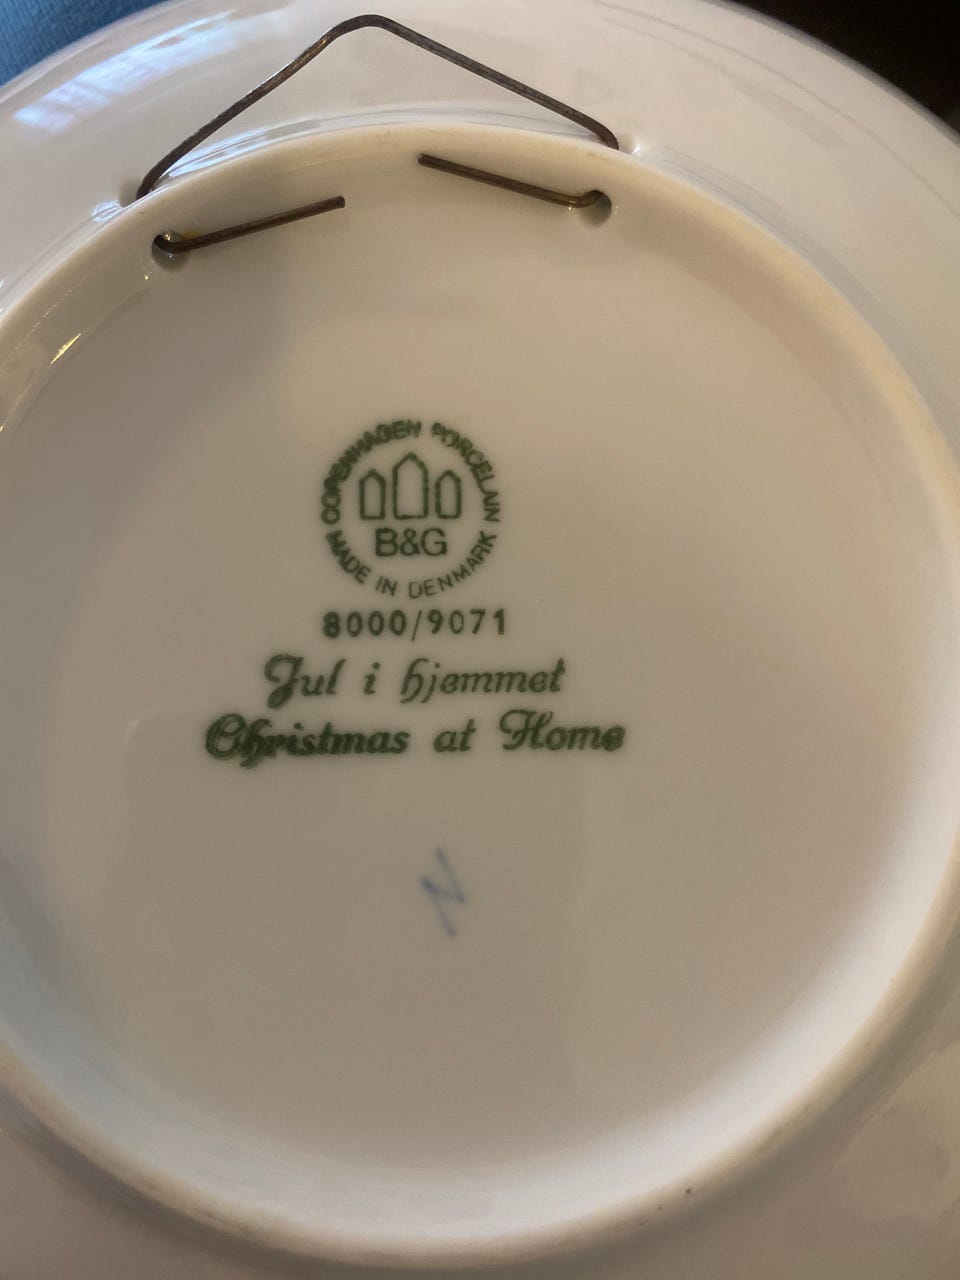 COPENHAGEN PORCELAIN
B&G
MADE IN DENMARK
8000/9071
Jul i hjemmet
Christmas at Home